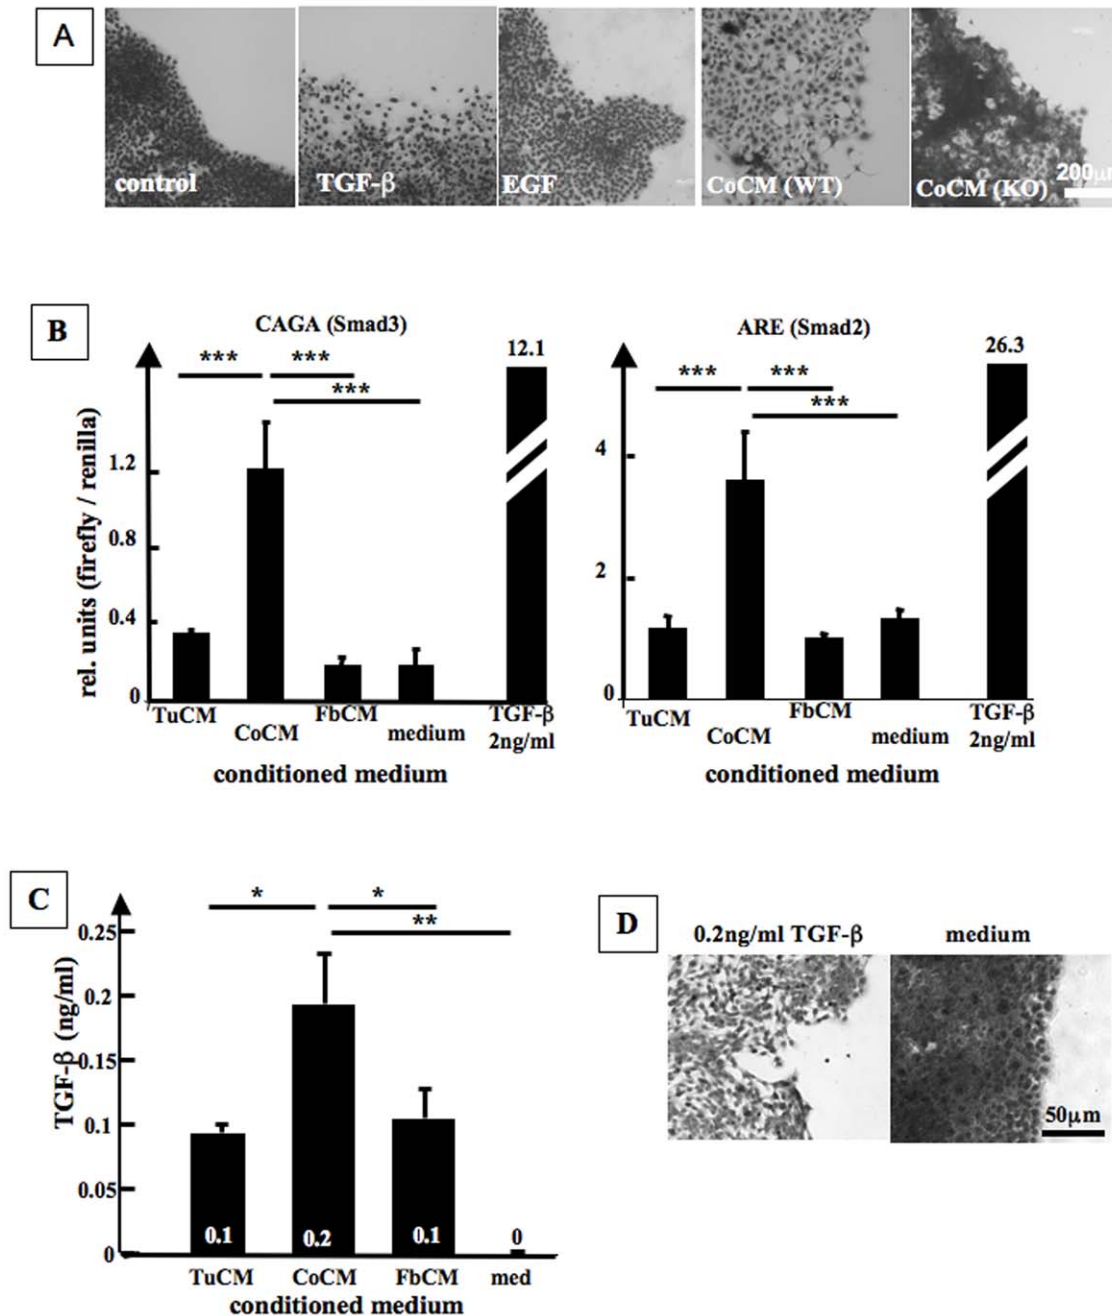 A
control
TGF-β
EGF
CoCM (WT)
CoCM (KO)
200μm
B
CAGA (Smad3)
rel. units (firefly / renilla)
1.2
0.8
0.4
0
***
***
***
12.1
TuCM
CoCM
FbCM
medium
TGF-β
2ng/ml
conditioned medium
ARE (Smad2)
4
2
0
***
***
***
26.3
TuCM
CoCM
FbCM
medium
TGF-β
2ng/ml
conditioned medium
C
TGF-β (ng/ml)
0.25
0.2
0.15
0.1
0.05
0
*
*
**
0.1
0.2
0.1
0
TuCM
CoCM
FbCM
med
conditioned medium
D
0.2ng/ml TGF-β
medium
50μm